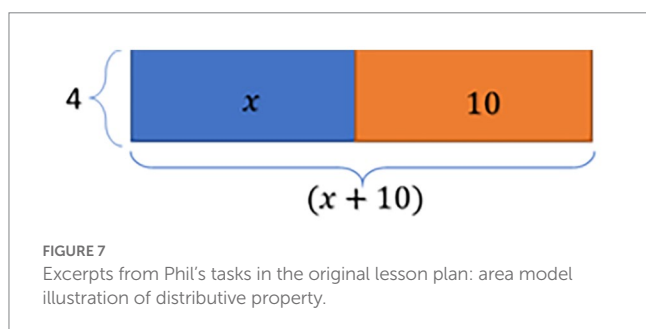 4
x
10
(x + 10)
FIGURE 7
Excerpts from Phil's tasks in the original lesson plan: area model
illustration of distributive property.